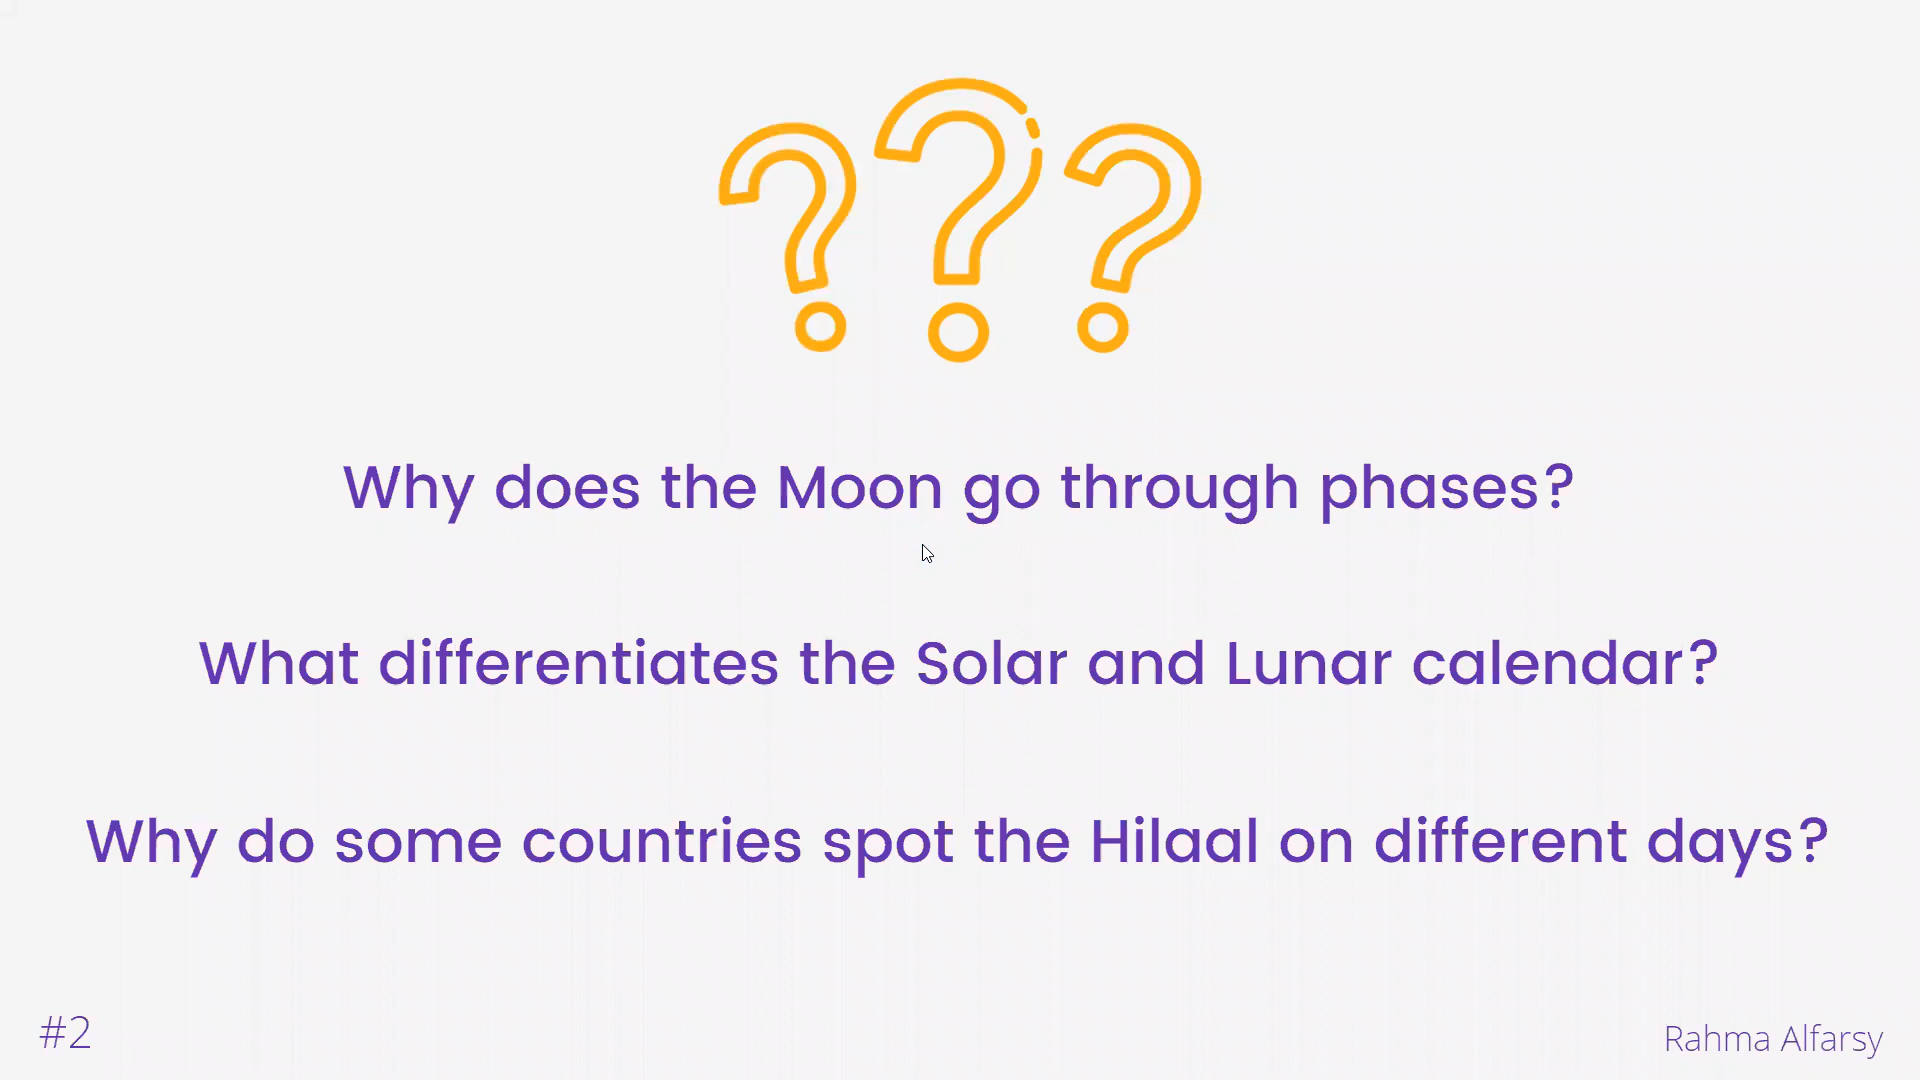 Why does the Moon go through phases?
What differentiates the Solar and Lunar calendar?
Why do some countries spot the Hilaal on different days?
#2
Rahma Alfarsy